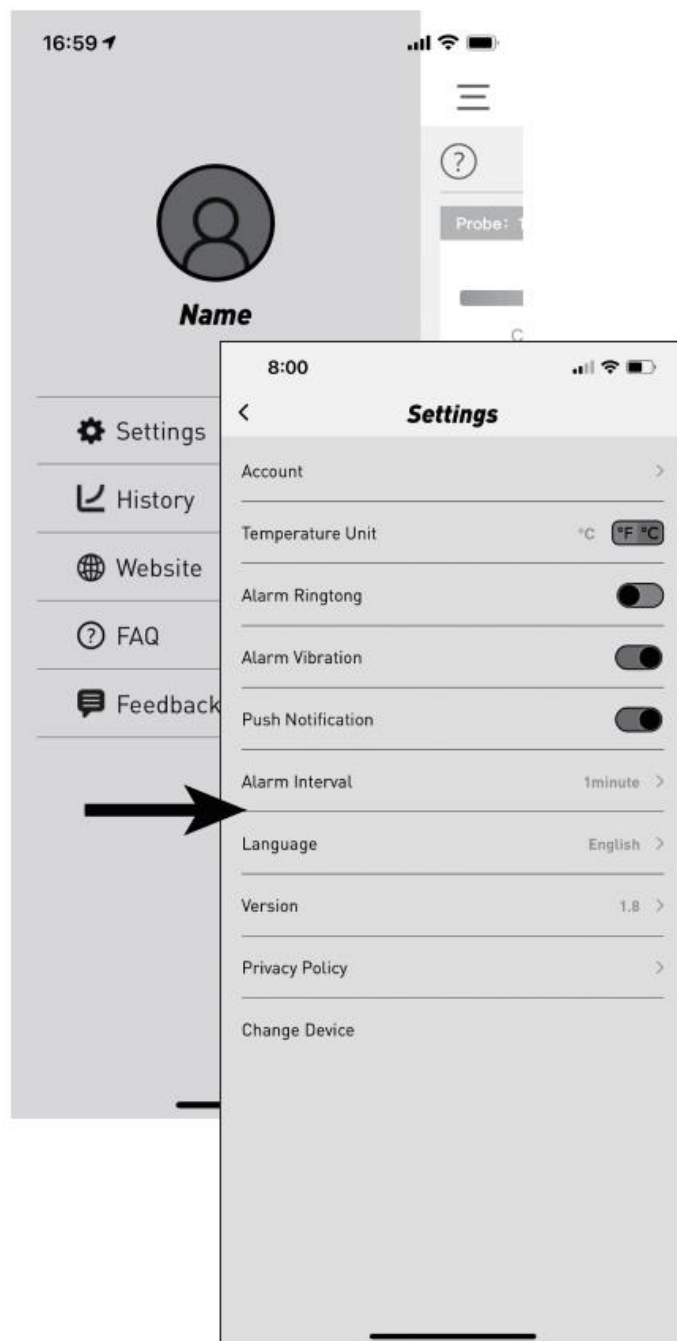 16:59
Probe: 1
C
Name
Settings
History
Website
? FAQ
Feedback
8:00
Settings
Account
Temperature Unit °C °F °C
Alarm Ringtong
Alarm Vibration
Push Notification
Alarm Interval 1minute
Language English
Version 1.8
Privacy Policy
Change Device